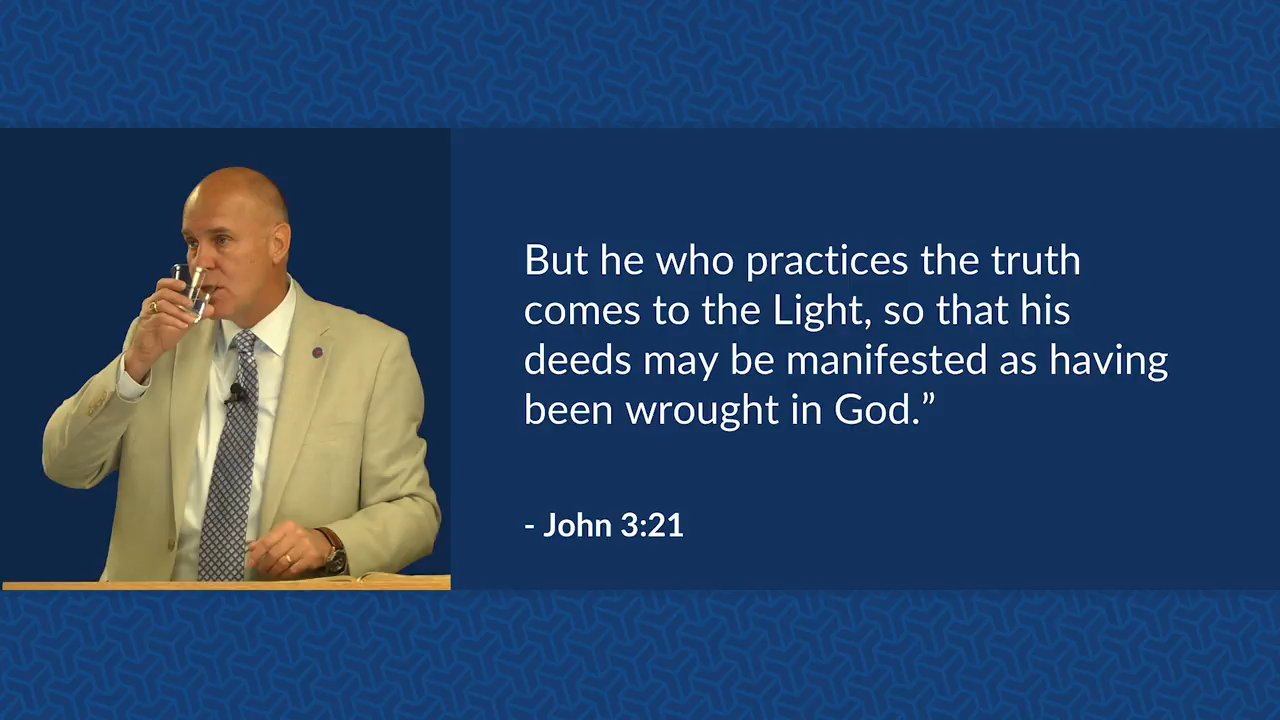 But he who practices the truth
comes to the Light, so that his
deeds may be manifested as having
been wrought in God.”
- John 3:21